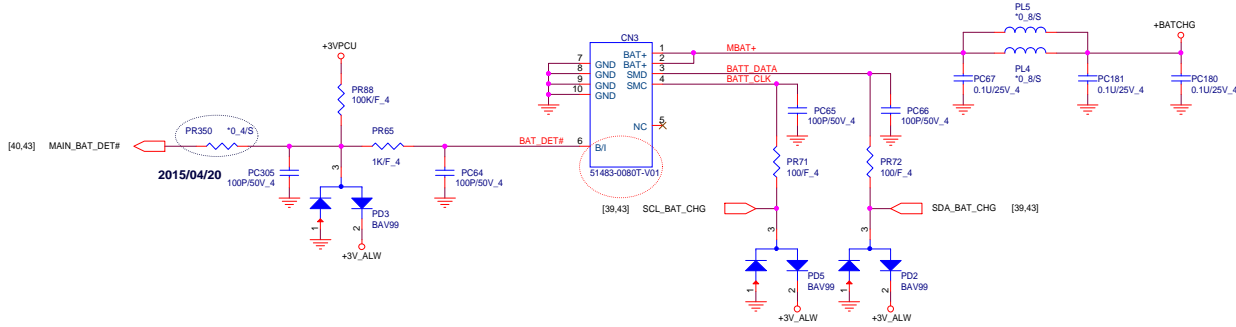 PL5
*0_8/S
+BATCHG
CN3
+3VPCU
1
BAT+
MBAT+
7
GND
BAT+
2
8
GND
SMD
3
BATT_DATA
9
GND
SMC
4
BATT_CLK
10
GND
PL4
*0_8/S
PC67
0.1U/25V_4
PC181
0.1U/25V_4
PC180
0.1U/25V_4
PR88
100K/F_4
PC65
100P/50V_4
PC66
100P/50V_4
NC
5
PR350
*0_4/S
PR65
1K/F_4
[40,43]
MAIN_BAT_DET#
BAT_DET#
6
B/I
51483-0080T-V01
2015/04/20
PC305
100P/50V_4
3
PC64
100P/50V_4
PR71
100/F_4
PR72
100/F_4
[39,43]
SCL_BAT_CHG
SDA_BAT_CHG
[39,43]
PD3
BAV99
1
2
+3V_ALW
3
3
PD5
BAV99
PD2
BAV99
1
2
1
2
+3V_ALW
+3V_ALW